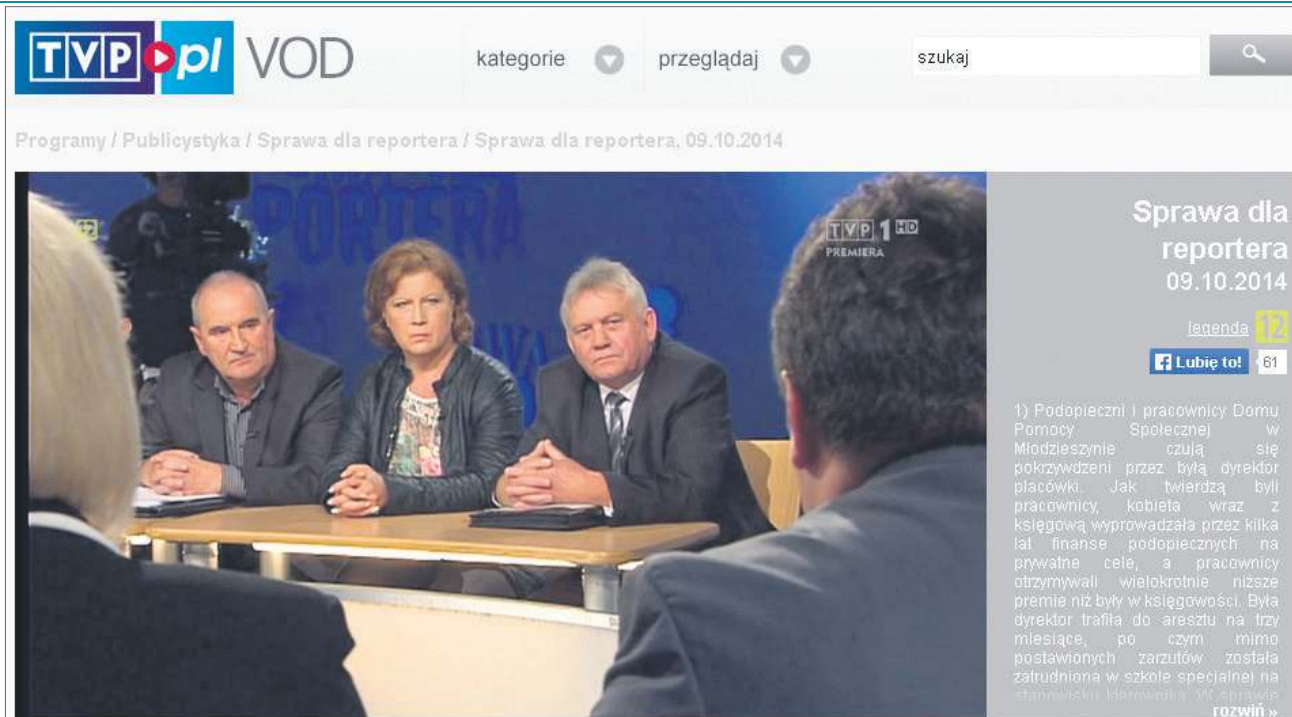 TVP pl VOD
kategorie
przeglądaj
szukaj
Programy / Publicystyka / Sprawa dla reportera / Sprawa dla reportera, 09.10.2014
PORTERA
12
TVP 1 HD
PREMIERA
Sprawa dla
reportera
09.10.2014
legenda 12
Lubię to! 61
1) Podopieczni i pracownicy Domu
Pomocy Społecznej w
Młodzieszynie czują się
pokrzywdzeni przez byłą dyrektor
placówki. Jak twierdzą byli
pracownicy, kobieta wraz z
księgową wyprowadzała przez kilka
lat finanse podopiecznych na
prywatne cele, a pracownicy
otrzymywali wielokrotnie niższe
premie niż były w księgowości. Była
dyrektor trafiła do aresztu na trzy
miesiące, po czym mimo
postawionych zarzutów została
zatrudniona w szkole specjalnej na
stanowisku kierownika. W sprawie
rozwiń »